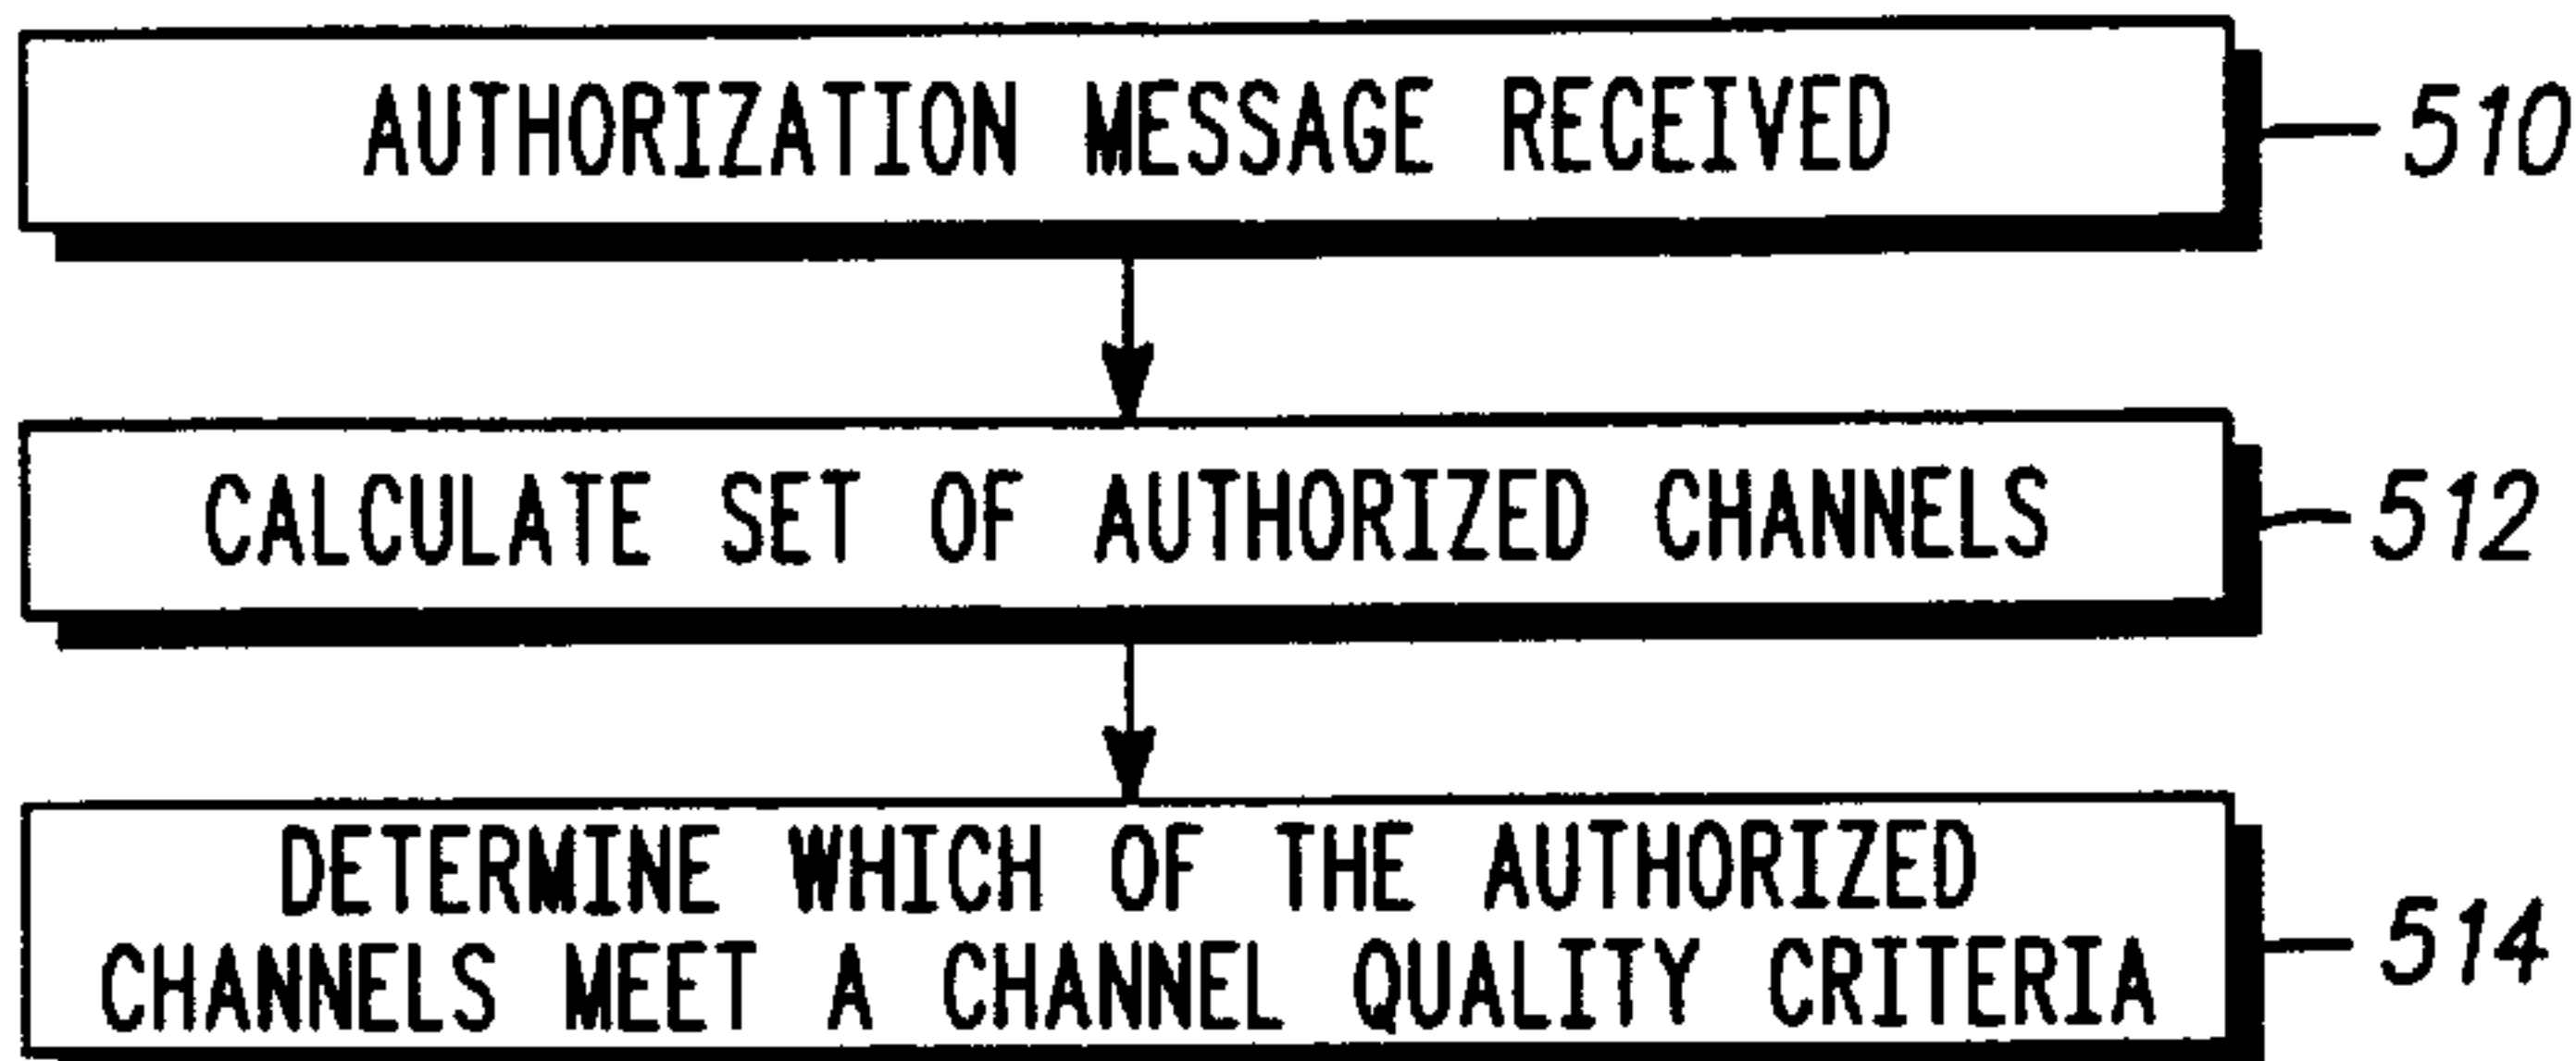 AUTHORIZATION MESSAGE RECEIVED
510
CALCULATE SET OF AUTHORIZED CHANNELS
512
DETERMINE WHICH OF THE AUTHORIZED
CHANNELS MEET A CHANNEL QUALITY CRITERIA
514